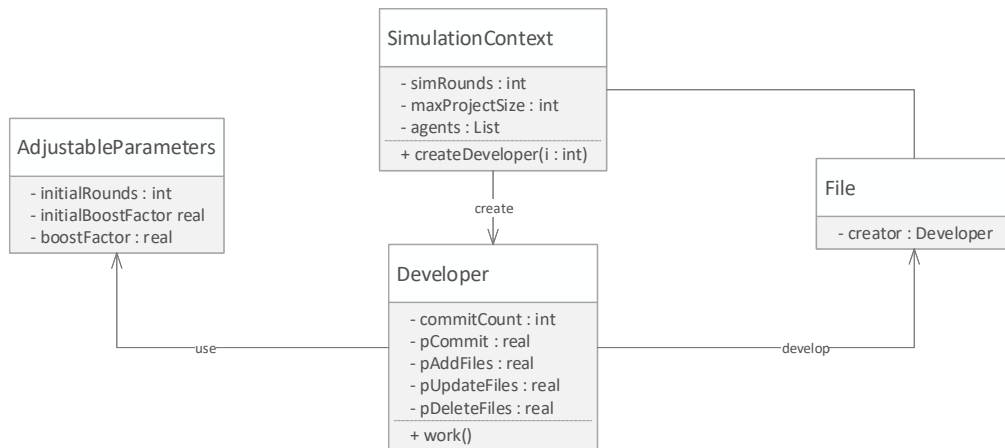 SimulationContext
- simRounds : int
- maxProjectSize : int
- agents : List
+ createDeveloper(i : int)
AdjustableParameters
- initialRounds : int
- initialBoostFactor real
- boostFactor : real
File
- creator : Developer
create
Developer
- commitCount : int
- pCommit : real
- pAddFiles : real
- pUpdateFiles : real
- pDeleteFiles : real
+ work()
use
develop